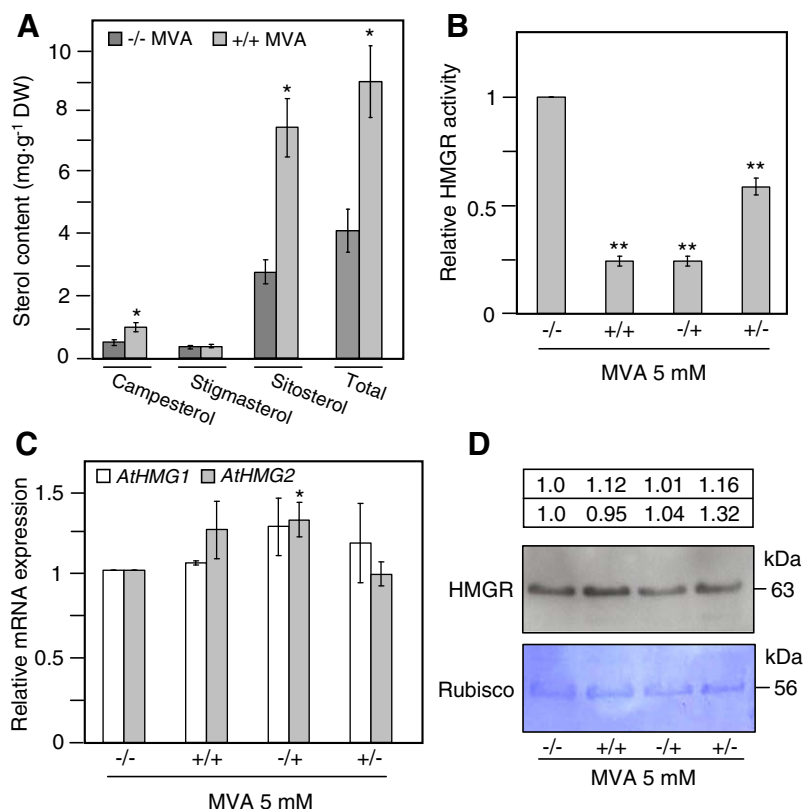 A
-/- MVA +/+ MVA
Sterol content (mg·g-1 DW)
10
8
6
4
2
0
*
*
*
Campesterol
Stigmasterol
Sitosterol
Total
B
Relative HMGR activity
1
0.5
0
**
**
**
-/- +/+ -/+ +/-
MVA 5 mM
C
AtHMG1 AtHMG2
Relative mRNA expression
1.5
1
0.5
0
*
-/- +/+ -/+ +/-
MVA 5 mM
D
1.0 1.12 1.01 1.16
1.0 0.95 1.04 1.32
kDa
HMGR 63
kDa
Rubisco 56
-/- +/+ -/+ +/-
MVA 5 mM